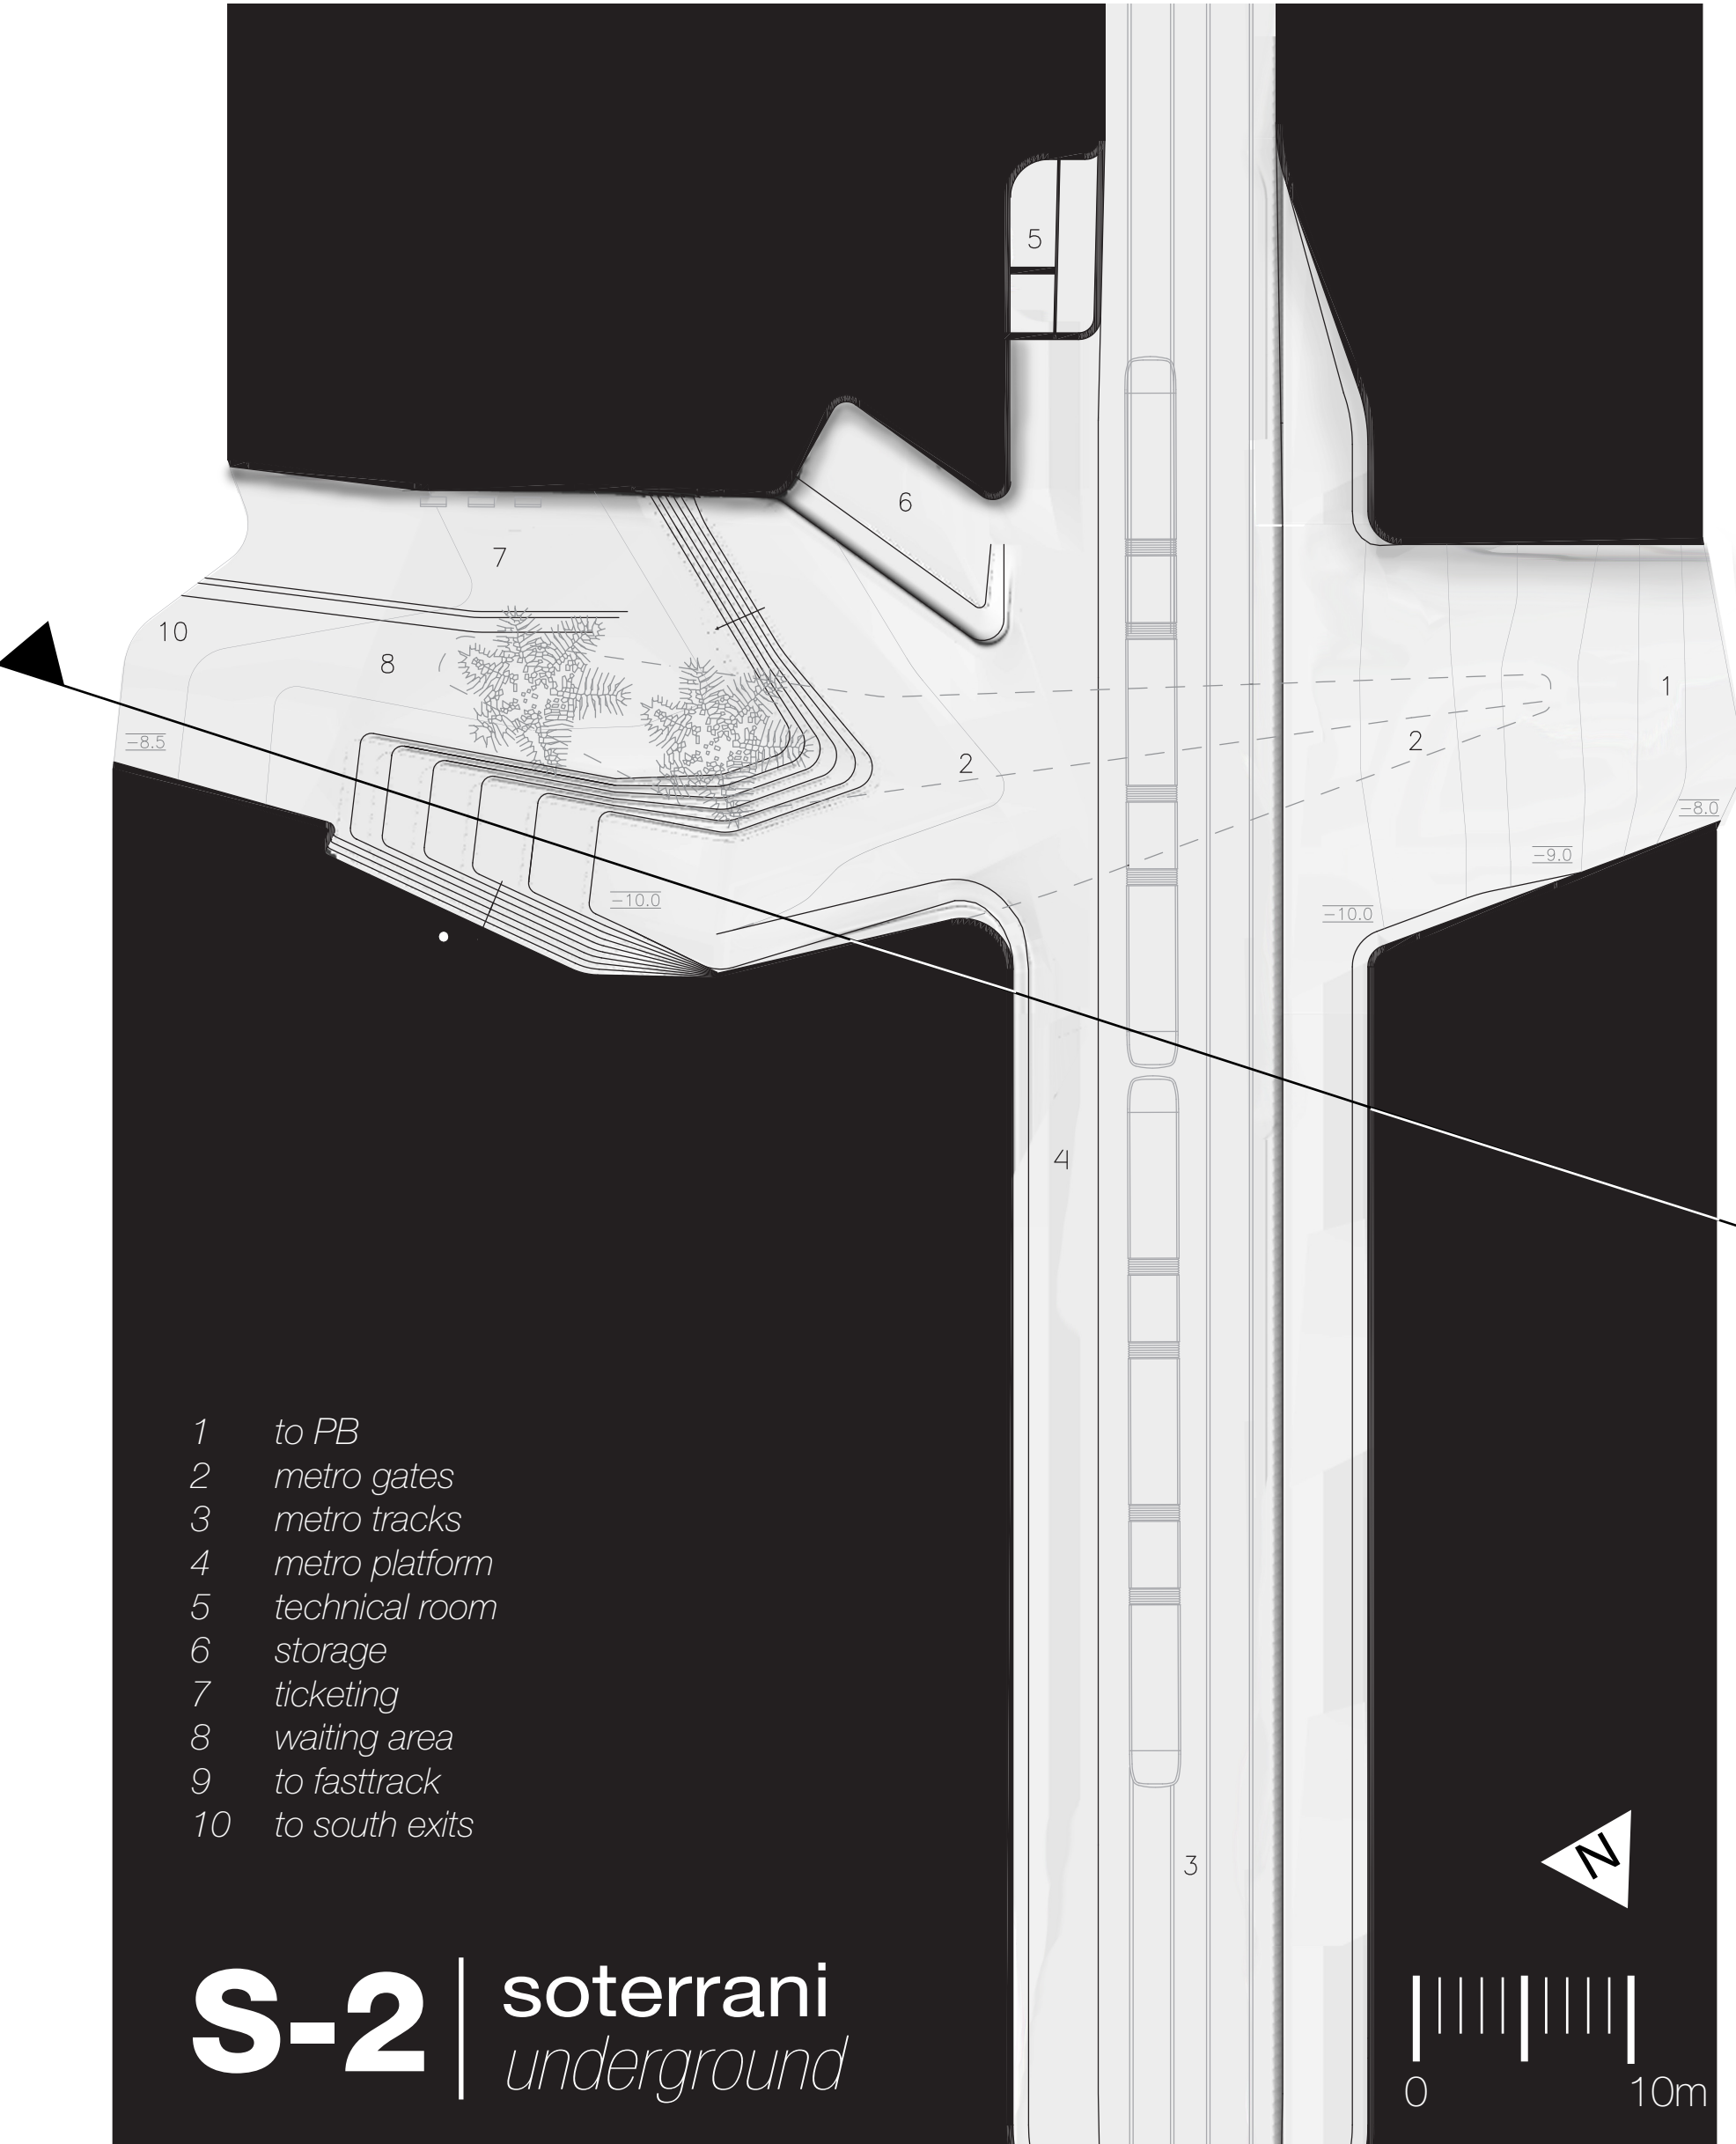 5
6
7
10
8
1
2
2
-8.5
-8.0
-9.0
-10.0
-10.0
4
1 to PB
2 metro gates
3 metro tracks
4 metro platform
5 technical room
6 storage
7 ticketing
8 waiting area
9 to fasttrack
10 to south exits
3
N
S-2 | soterrani
underground
0 10m